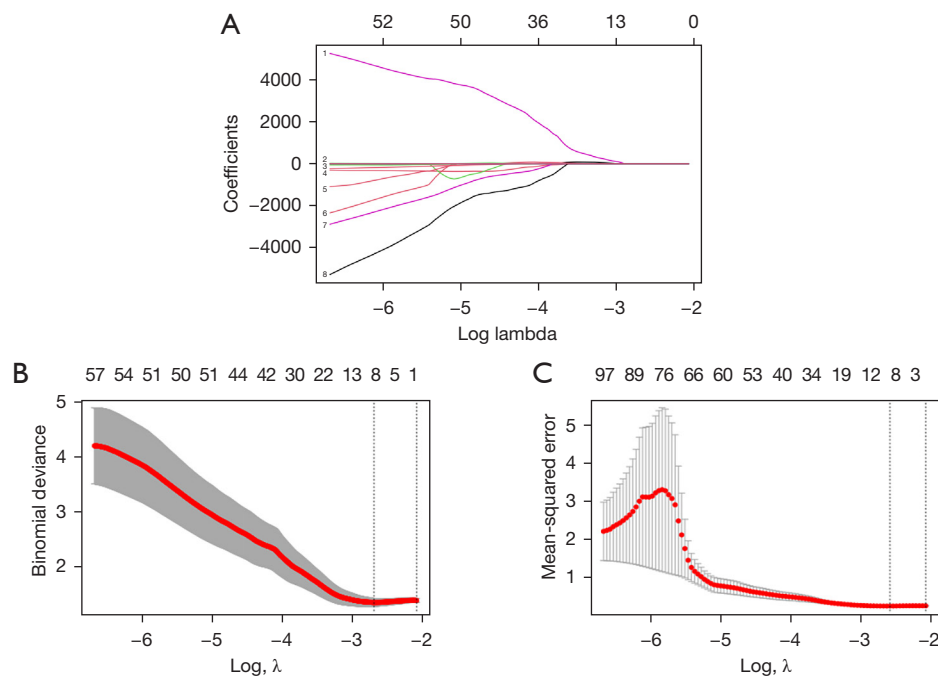 A
52 50 36 13 0
Coefficients
4000
2000
0
−2000
−4000
1
2
3
4
5
6
7
8
−6 −5 −4 −3 −2
Log lambda
B
57 54 51 50 51 44 42 30 22 13 8 5 1
Binomial deviance
5
4
3
2
−6 −5 −4 −3 −2
Log, λ
C
97 89 76 66 60 53 40 34 19 12 8 3
Mean-squared error
5
4
3
2
1
−6 −5 −4 −3 −2
Log, λ